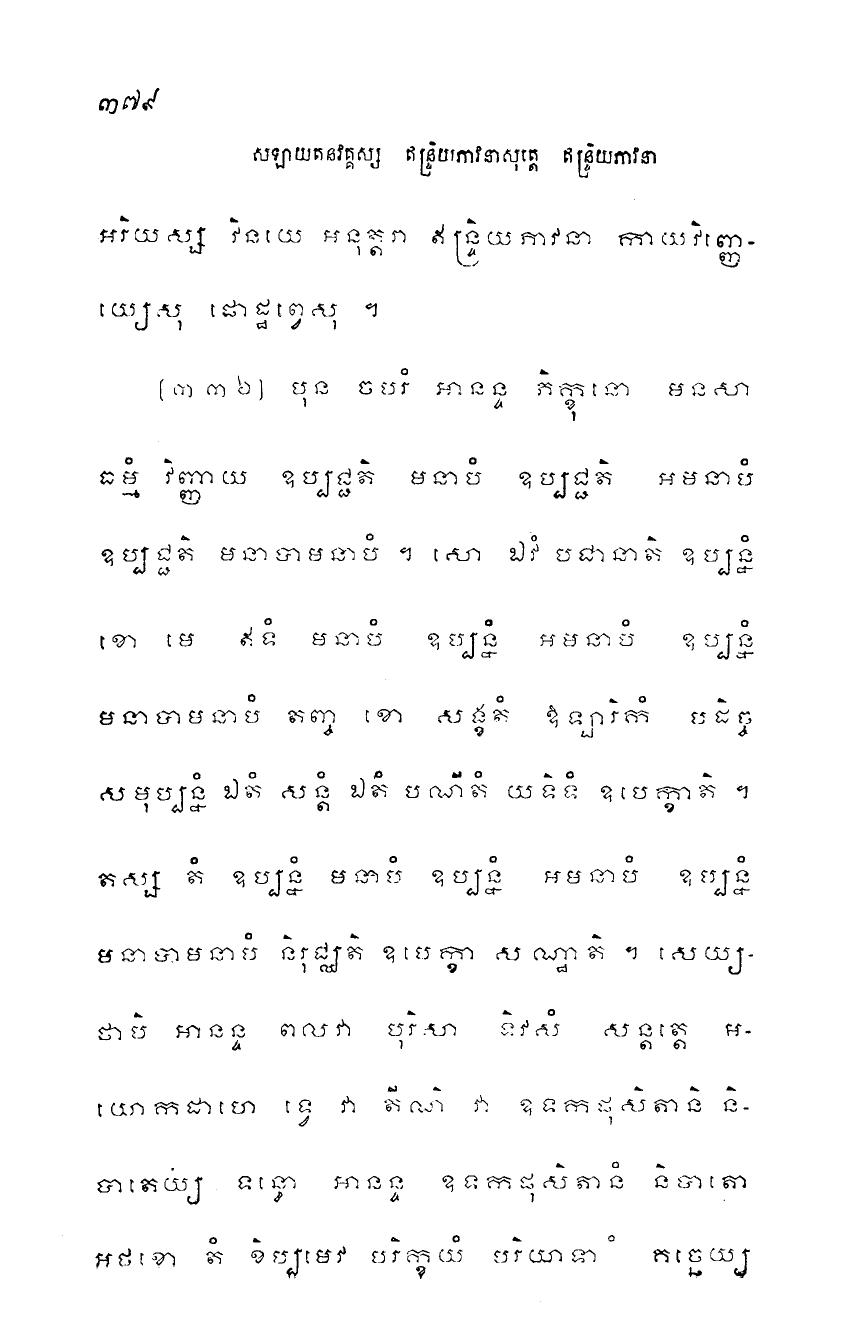 ៣៧៩
សឡាយតនវគ្គស្ស ឥន្ទ្រិយភាវនាសុត្តេ ឥន្ទ្រិយភាវនា
អរិយស្ស វិនយេ អនុត្តរា ឥន្ទ្រិយភាវនា កាយវិញ្ញេ-
យ្យេសុ ផោដ្ឋព្វេសុ ។
[៣៣៦] បុន ចបរំ អានន្ទ ភិក្ខុនោ មនសា
ធម្មំ វិញ្ញាយ ឧប្បជ្ជតិ មនាបំ ឧប្បជ្ជតិ អមនាបំ
ឧប្បជ្ជតិ មនាបាមនាបំ ។ សោ ឯវំ បជានាតិ ឧប្បន្នំ
ខោ មេ ឥទំ មនាបំ ឧប្បន្នំ អមនាបំ ឧប្បន្នំ
មនាបាមនាបំ តញ្ច ខោ សង្ខតំ ឱឡារិកំ បដិច្ច
សមុប្បន្នំ ឯតំ សន្តំ ឯតំ បណីតំ យទិទំ ឧបេក្ខាតិ ។
តស្ស តំ ឧប្បន្នំ មនាបំ ឧប្បន្នំ អមនាបំ ឧប្បន្នំ
មនាបាមនាបំ និរុជ្ឈតិ ឧបេក្ខា សណ្ឋាតិ ។ សេយ្យ-
ថាបិ អានន្ទ ពលវា បុរិសា ទិវសំ សន្តត្តេ អ-
យោកដាហេ ទ្វេ វា តីណិ វា ឧទកផុសិតានិ និ-
បាតេយ្យ ទន្ធោ អានន្ទ ឧទកផុសិតានំ និបាតោ
អថខោ តំ ខិប្បមេវ បរិក្ខយំ បរិយាទានំ គច្ឆេយ្យ